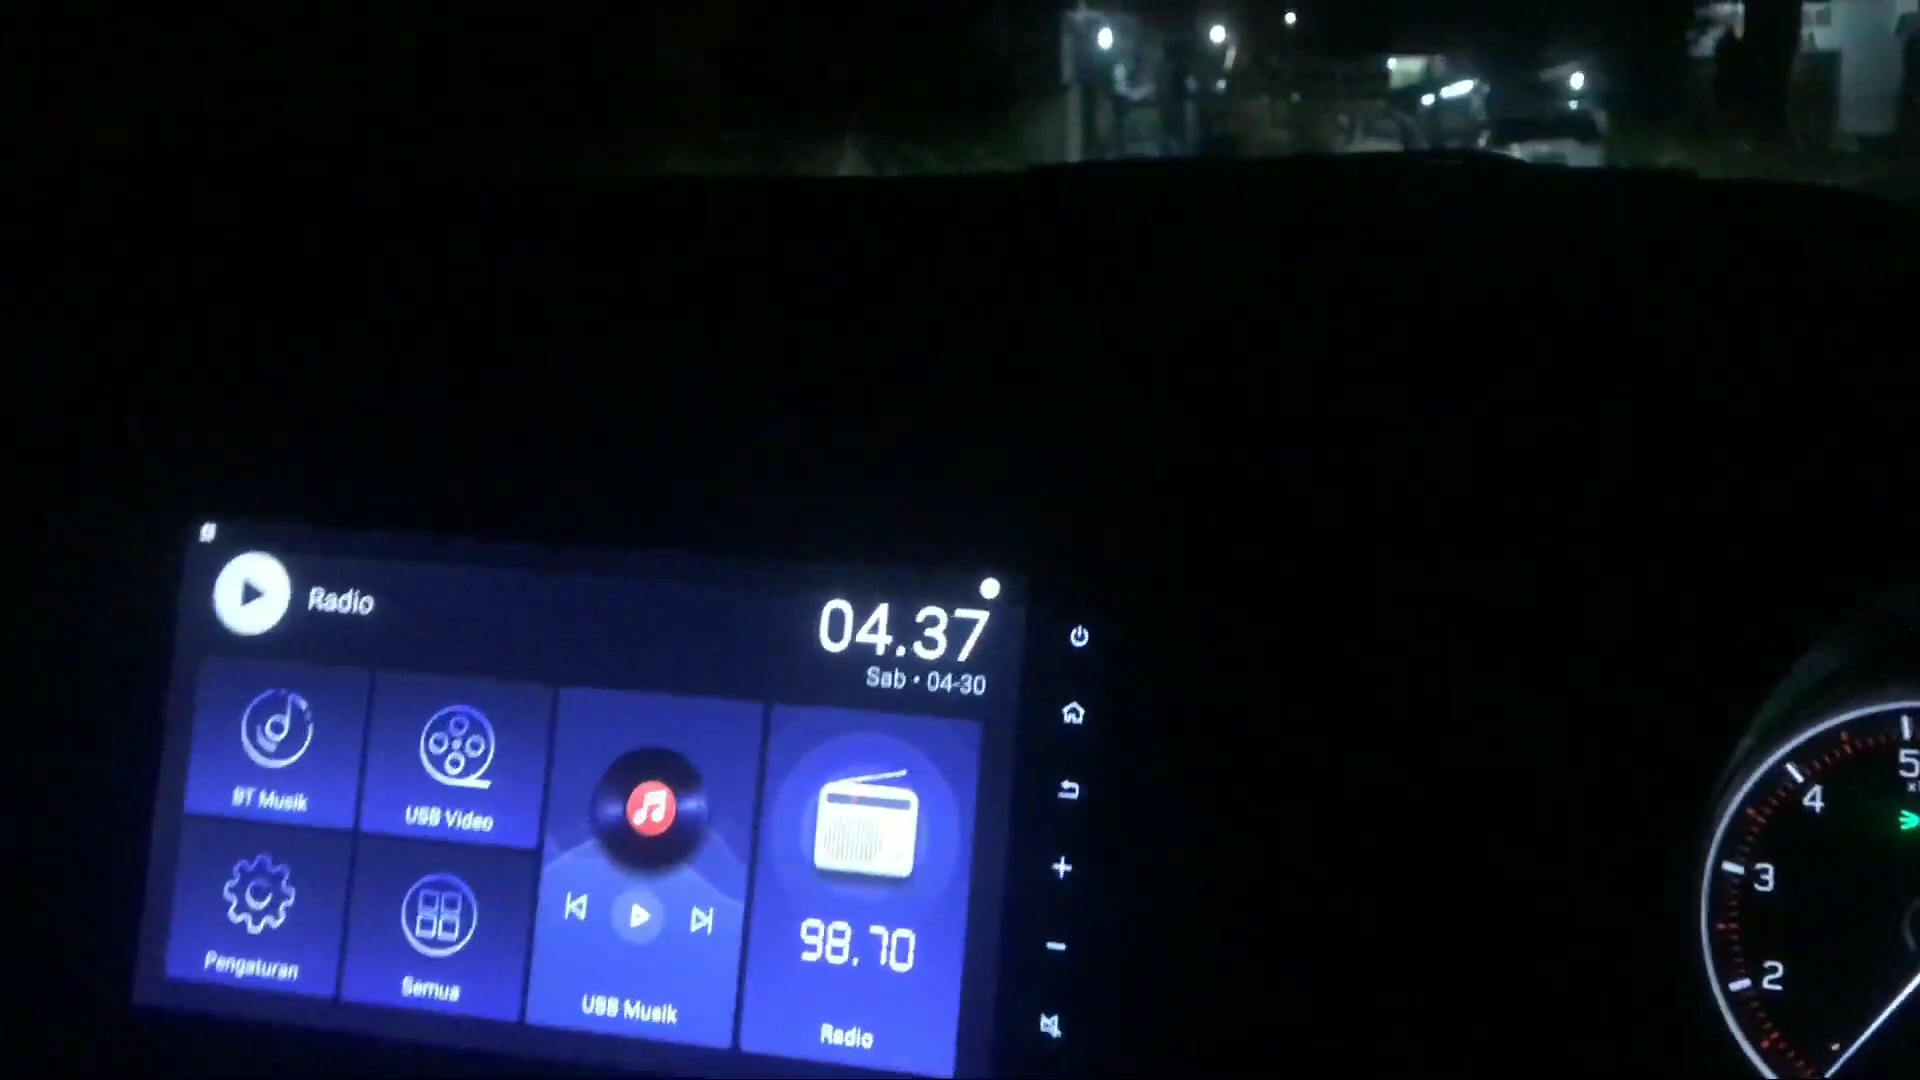 Radio
04.37
Sab • 04-30
BT Musik
USB Video
Pengaturan
Semua
USB Musik
98.70
Radio
5
4
3
2